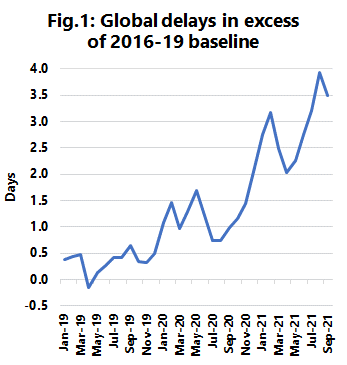 Fig.1: Global delays in excess
of 2016-19 baseline
4.0
3.5
3.0
2.5
2.0
1.5
1.0
0.5
0.0
-0.5
Days
Jan-19
Mar-19
May-19
Jul-19
Sep-19
Nov-19
Jan-20
Mar-20
May-20
Jul-20
Sep-20
Nov-20
Jan-21
Mar-21
May-21
Jul-21
Sep-21